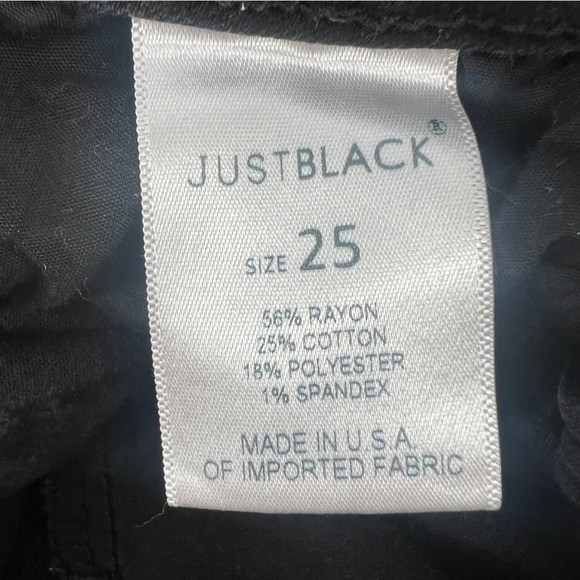 JUSTBLACK®
SIZE 25
56% RAYON
25% COTTON
18% POLYESTER
1% SPANDEX
MADE IN U.S.A.
OF IMPORTED FABRIC